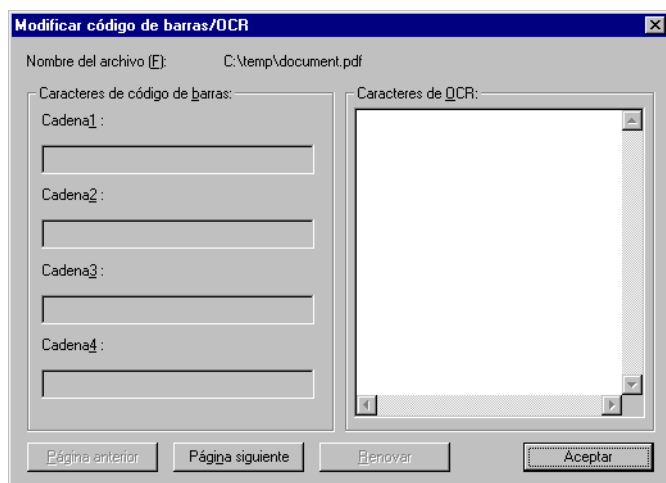 Modificar código de barras/OCR
Nombre del archivo (F): C:\temp\document.pdf
Caracteres de código de barras:
Cadena1 :
Cadena2 :
Cadena3 :
Cadena4 :
Caracteres de OCR:
Página anterior Página siguiente Renovar Aceptar